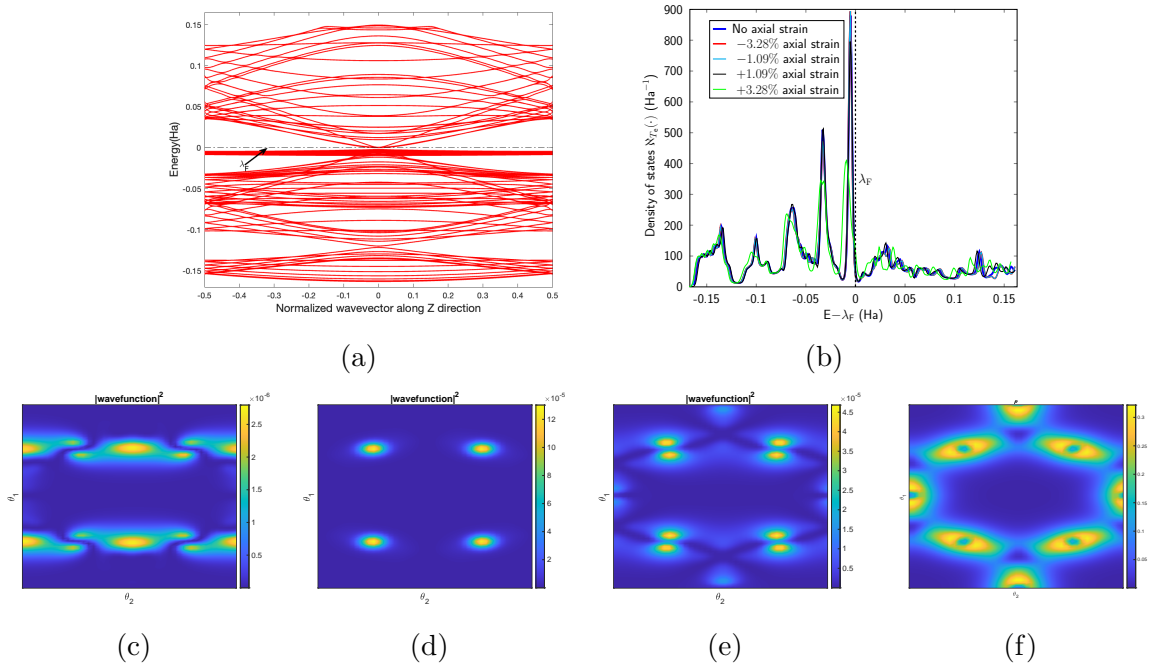 0.15
0.1
0.05
0
-0.05
-0.1
-0.15
Energy(Ha)
λF
-0.5 -0.4 -0.3 -0.2 -0.1 0 0.1 0.2 0.3 0.4 0.5
Normalized wavevector along Z direction
(a)
900
800
700
600
500
400
300
200
100
0
Density of states ℵTe(·) (Ha−1)
No axial strain
−3.28% axial strain
−1.09% axial strain
+1.09% axial strain
+3.28% axial strain
λF
-0.15 -0.1 -0.05 0 0.05 0.1 0.15
E−λF (Ha)
(b)
|wavefunction|2
×10-6
2.5
2
1.5
1
0.5
θ1
θ2
(c)
|wavefunction|2
×10-5
12
10
8
6
4
2
θ1
θ2
(d)
|wavefunction|2
×10-5
4.5
4
3.5
3
2.5
2
1.5
1
0.5
θ1
θ2
(e)
ρ
0.3
0.25
0.2
0.15
0.1
0.05
θ1
θ2
(f)